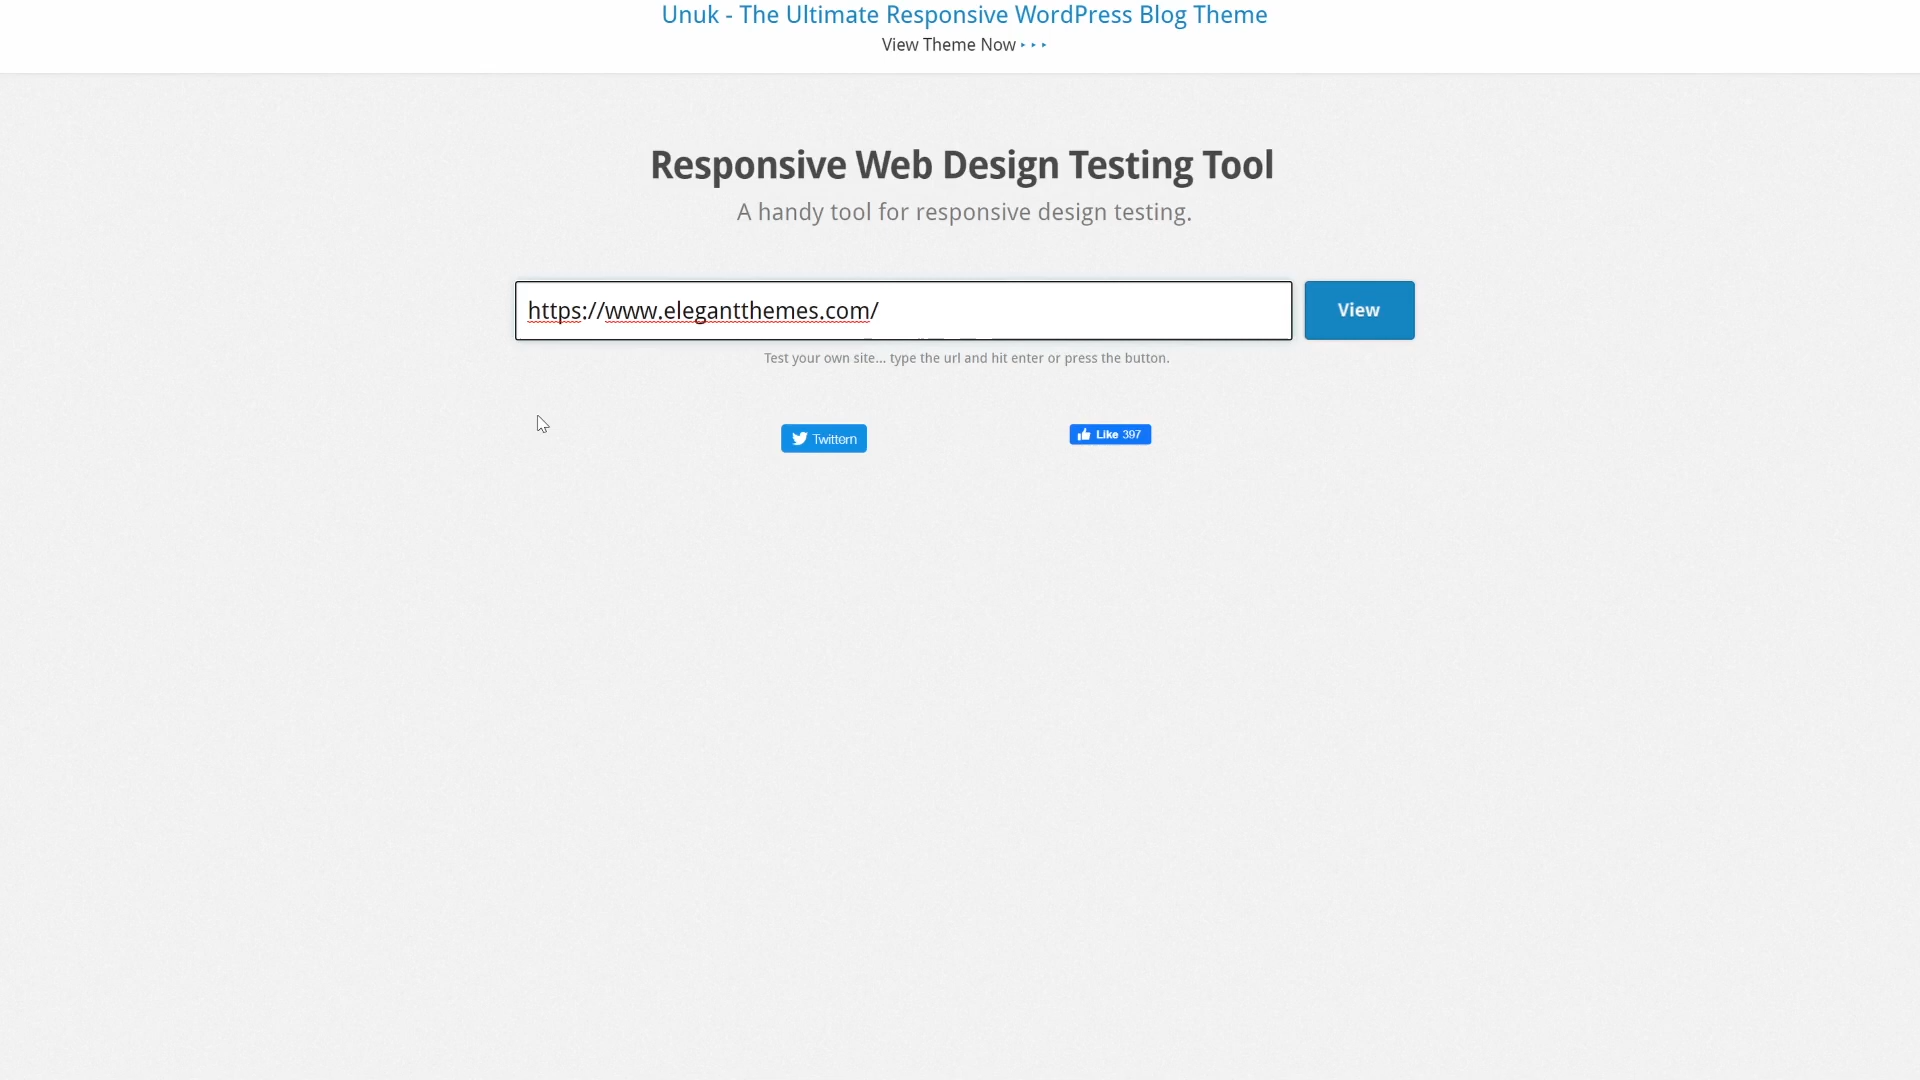 Unuk - The Ultimate Responsive WordPress Blog Theme
View Theme Now
Responsive Web Design Testing Tool
A handy tool for responsive design testing.
https://www.elegantthemes.com/
View
Test your own site... type the url and hit enter or press the button.
Twittern
Like 397